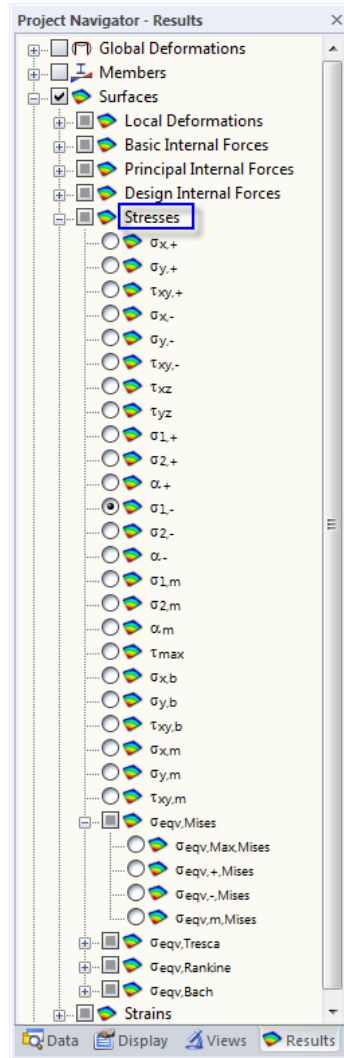 Project Navigator - Results
Global Deformations
Members
Surfaces
Local Deformations
Basic Internal Forces
Principal Internal Forces
Design Internal Forces
Stresses
σx,+
σy,+
τxy,+
σx,-
σy,-
τxy,-
τxz
τyz
σ1,+
σ2,+
α+
σ1,-
σ2,-
α-
σ1,m
σ2,m
αm
τmax
σx,b
σy,b
τxy,b
σx,m
σy,m
τxy,m
σeqv,Mises
σeqv,Max,Mises
σeqv,+,Mises
σeqv,-,Mises
σeqv,m,Mises
σeqv,Tresca
σeqv,Rankine
σeqv,Bach
Strains
Data Display Views Results